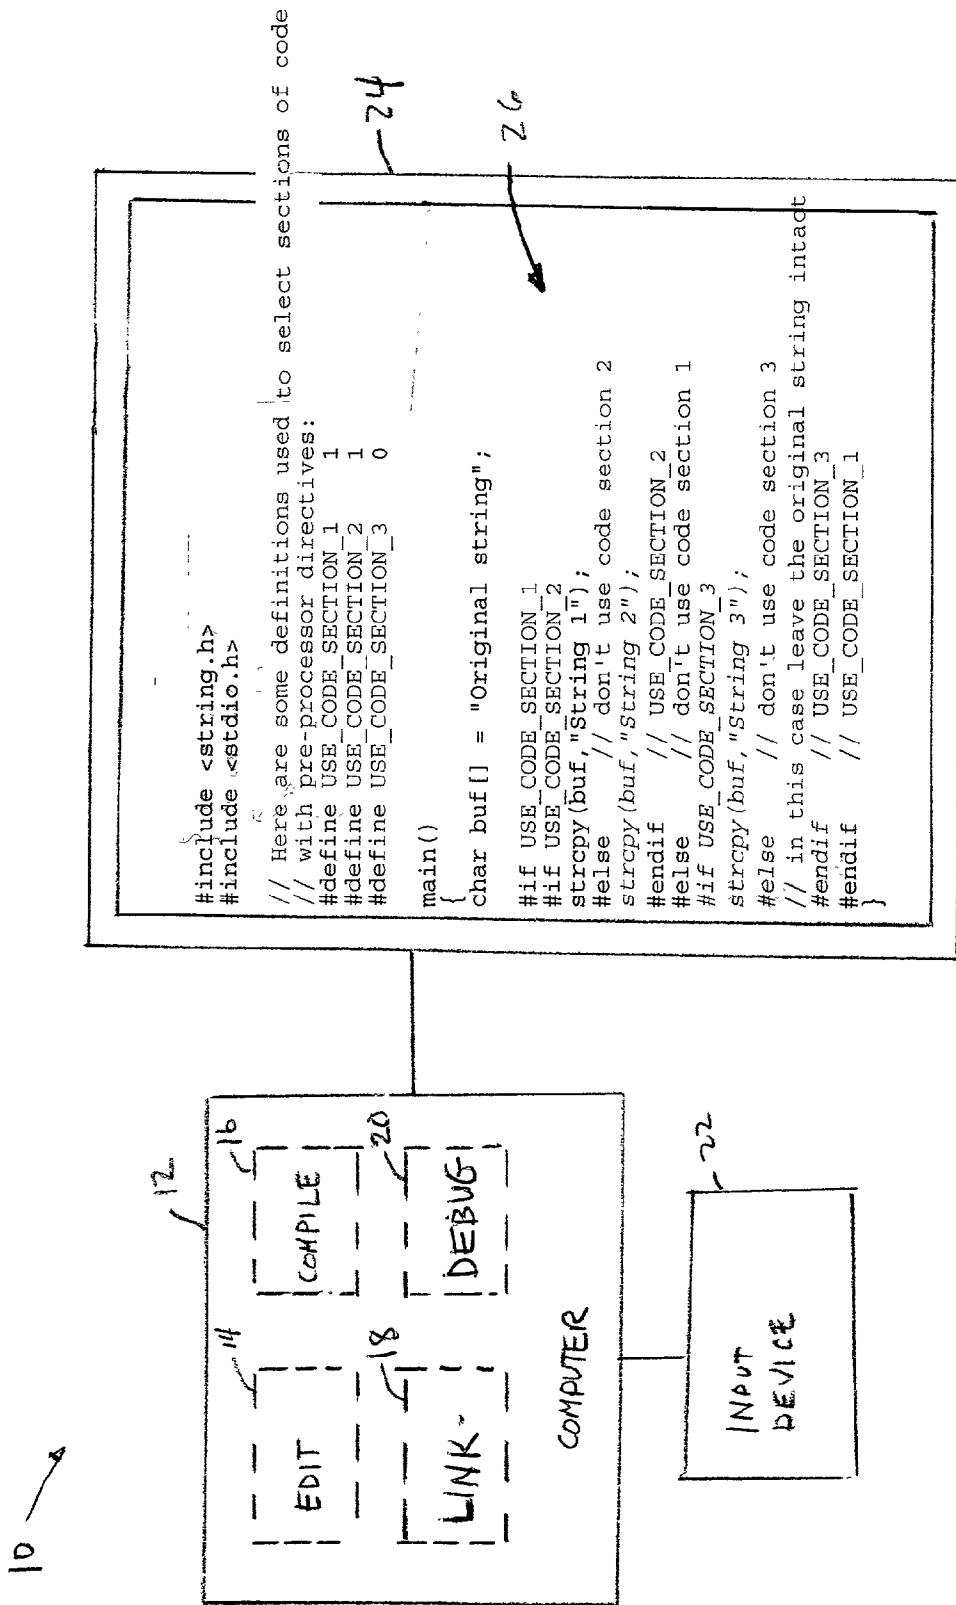 10
12
14
EDIT
16
COMPILE
18
LINK
20
DEBUG
COMPUTER
22
INPUT
DEVICE
24
26
#include <string.h>
#include <stdio.h>
// Here are some definitions used to select sections of code
// with pre-processor directives:
#define USE_CODE_SECTION_1 1
#define USE_CODE_SECTION_2 1
#define USE_CODE_SECTION_3 0
main()
{
char buf[] = "Original string";
#if USE_CODE_SECTION_1
#if USE_CODE_SECTION_2
strcpy(buf,"String 1");
#else // don't use code section 2
strcpy(buf,"String 2");
#endif // USE_CODE_SECTION_2
#else // don't use code section 1
#if USE_CODE_SECTION_3
strcpy(buf,"String 3");
#else // don't use code section 3
// in this case leave the original string intact
#endif // USE_CODE_SECTION_3
#endif // USE_CODE_SECTION_1
}